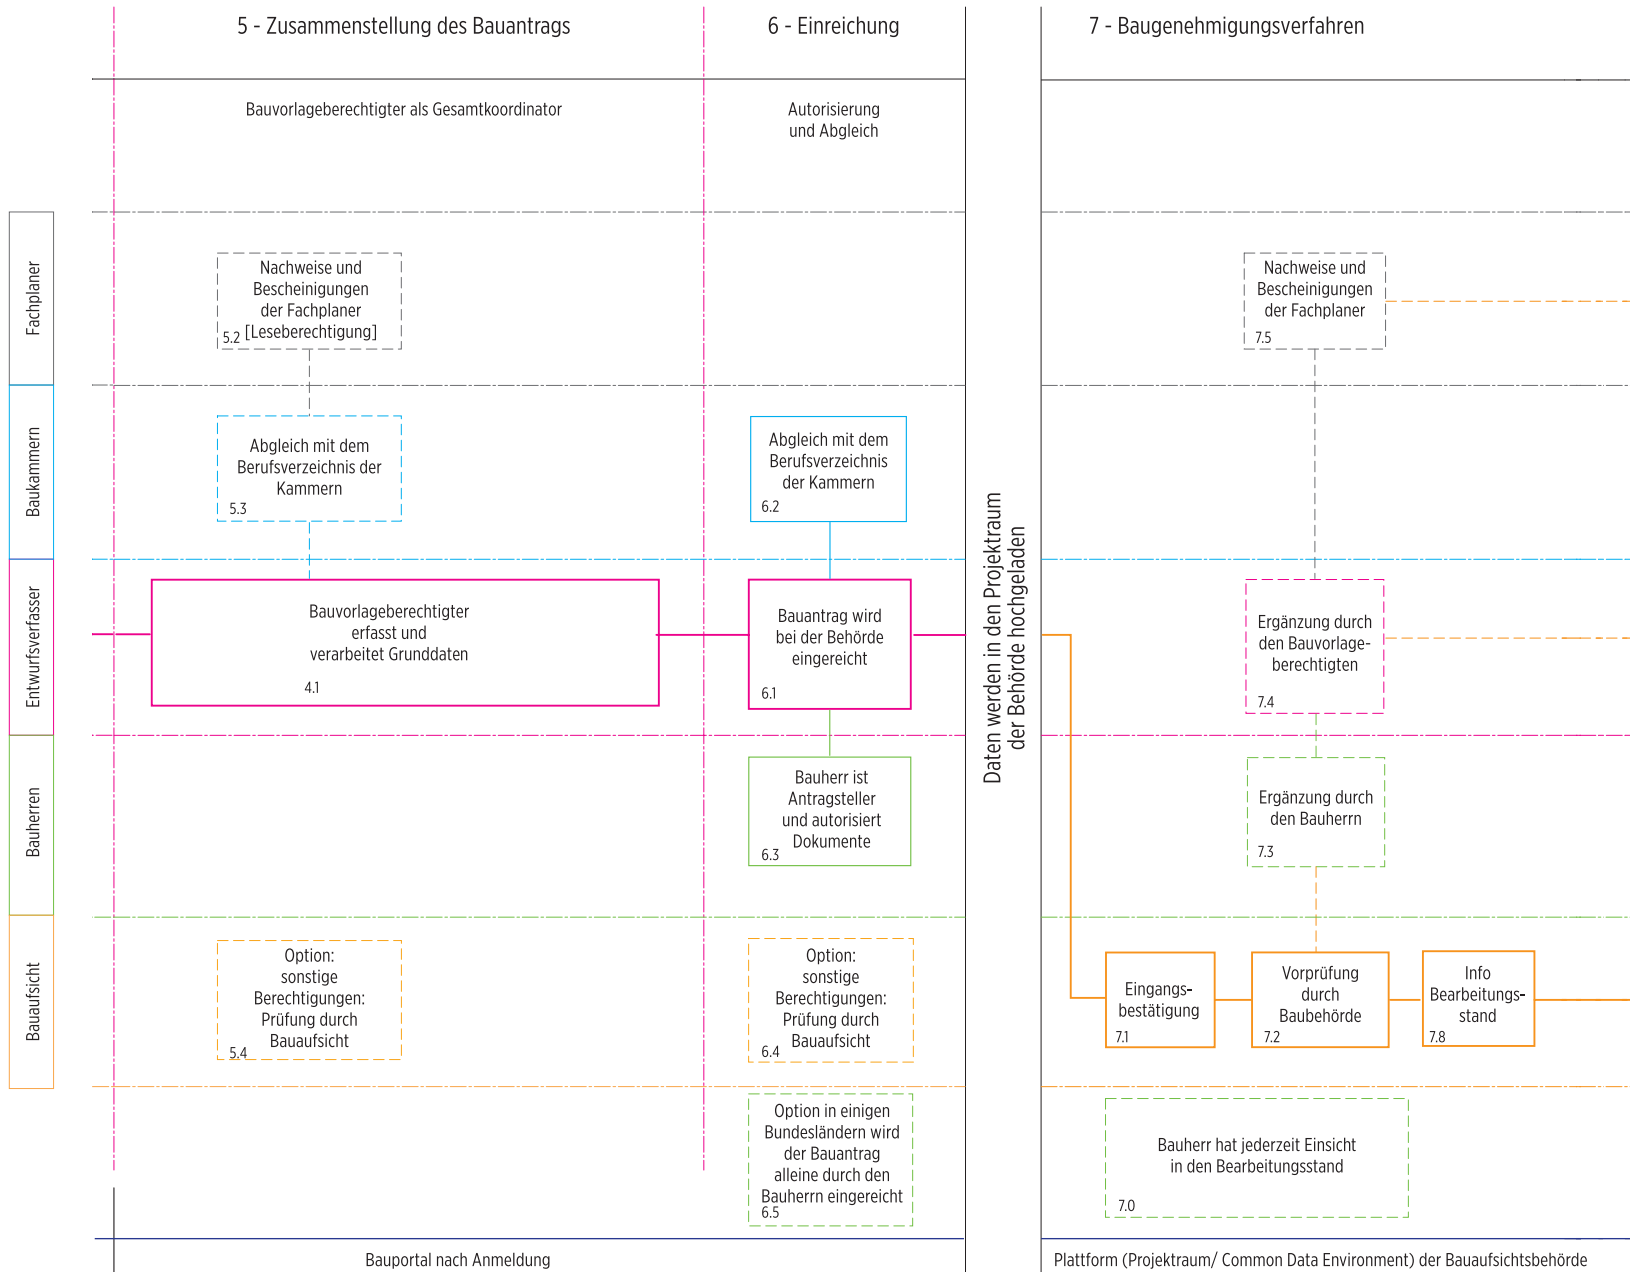 5 - Zusammenstellung des Bauantrags
6 - Einreichung
7 - Baugenehmigungsverfahren
Bauvorlageberechtigter als Gesamtkoordinator
Autorisierung
und Abgleich
Fachplaner
Nachweise und
Bescheinigungen
der Fachplaner
[Leseberechtigung]
5.2
Nachweise und
Bescheinigungen
der Fachplaner
7.5
Baukammern
Abgleich mit dem
Berufsverzeichnis der
Kammern
5.3
Abgleich mit dem
Berufsverzeichnis
der Kammern
6.2
Daten werden in den Projektraum
der Behörde hochgeladen
Entwurfsverfasser
Bauvorlageberechtigter
erfasst und
verarbeitet Grunddaten
4.1
Bauantrag wird
bei der Behörde
eingereicht
6.1
Ergänzung durch
den Bauvorlage-
berechtigten
7.4
Bauherren
Bauherr ist
Antragsteller
und autorisiert
Dokumente
6.3
Ergänzung durch
den Bauherrn
7.3
Bauaufsicht
Option:
sonstige
Berechtigungen:
Prüfung durch
Bauaufsicht
5.4
Option:
sonstige
Berechtigungen:
Prüfung durch
Bauaufsicht
6.4
Eingangs-
bestätigung
7.1
Vorprüfung
durch
Baubehörde
7.2
Info
Bearbeitungs-
stand
7.8
Option in einigen
Bundesländern wird
der Bauantrag
alleine durch den
Bauherrn eingereicht
6.5
Bauherr hat jederzeit Einsicht
in den Bearbeitungsstand
7.0
Bauportal nach Anmeldung
Plattform (Projektraum/ Common Data Environment) der Bauaufsichtsbehörde